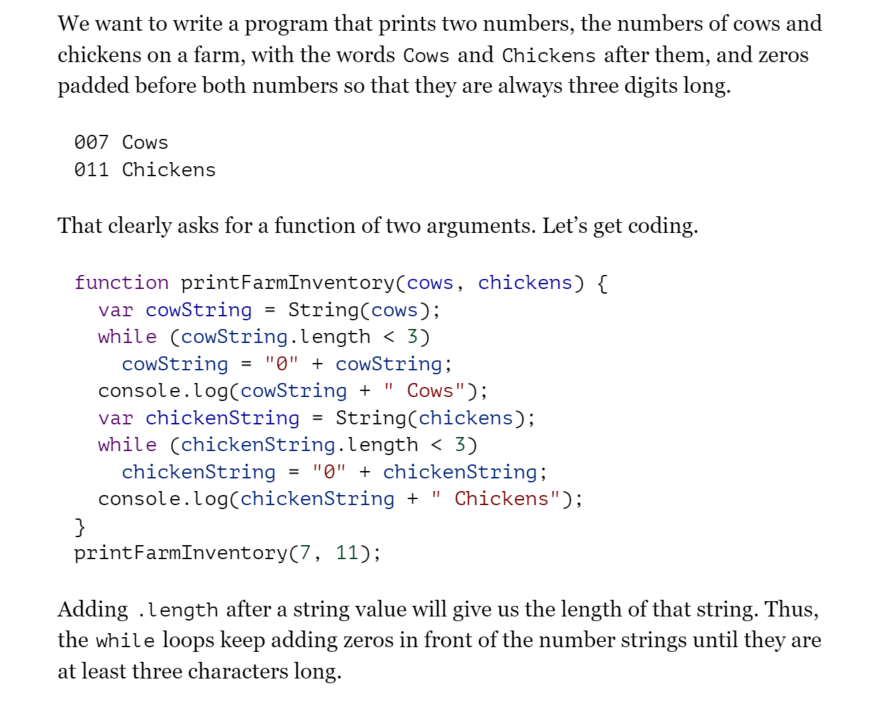 We want to write a program that prints two numbers, the numbers of cows and
chickens on a farm, with the words Cows and Chickens after them, and zeros
padded before both numbers so that they are always three digits long.
007 Cows
011 Chickens
That clearly asks for a function of two arguments. Let’s get coding.
function printFarmInventory(cows, chickens) {
  var cowString = String(cows);
  while (cowString.length < 3)
    cowString = "0" + cowString;
  console.log(cowString + " Cows");
  var chickenString = String(chickens);
  while (chickenString.length < 3)
    chickenString = "0" + chickenString;
  console.log(chickenString + " Chickens");
}
printFarmInventory(7, 11);
Adding .length after a string value will give us the length of that string. Thus,
the while loops keep adding zeros in front of the number strings until they are
at least three characters long.